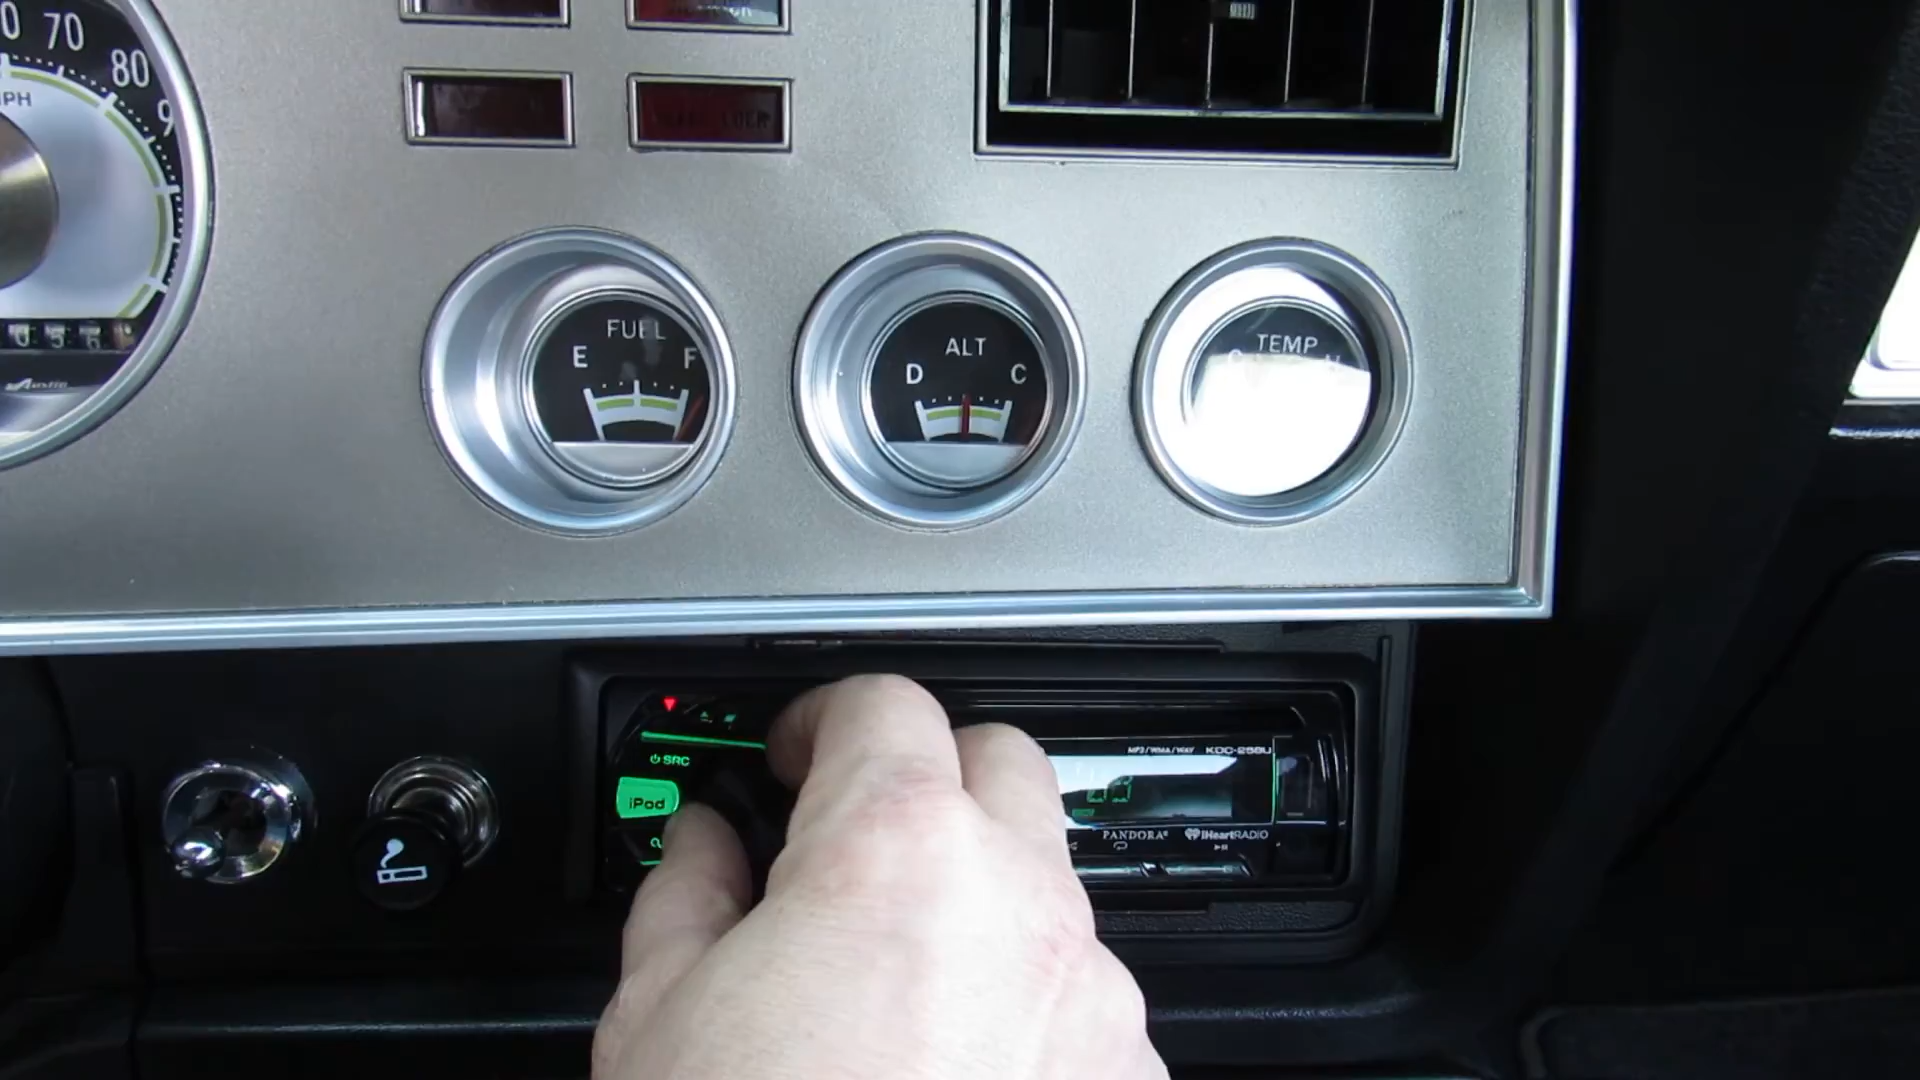 70
80
9
PH
FUEL
E F
ALT
D C
TEMP
SRC
iPod
MP3/WMA/WAV KDC-258U
PANDORA® iHeartRADIO